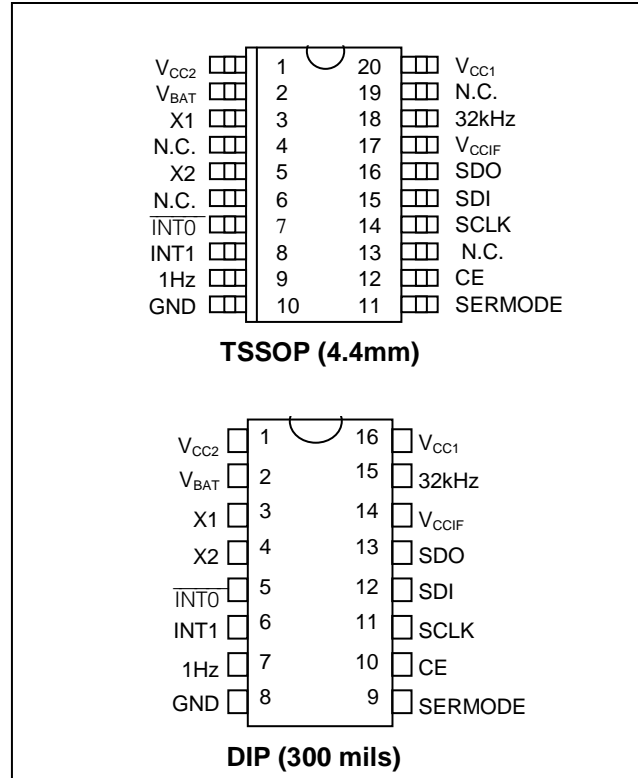 VCC2 1 20 VCC1
VBAT 2 19 N.C.
X1 3 18 32kHz
N.C. 4 17 VCCIF
X2 5 16 SDO
N.C. 6 15 SDI
INT0 7 14 SCLK
INT1 8 13 N.C.
1Hz 9 12 CE
GND 10 11 SERMODE
TSSOP (4.4mm)
VCC2 1 16 VCC1
VBAT 2 15 32kHz
X1 3 14 VCCIF
X2 4 13 SDO
INT0 5 12 SDI
INT1 6 11 SCLK
1Hz 7 10 CE
GND 8 9 SERMODE
DIP (300 mils)